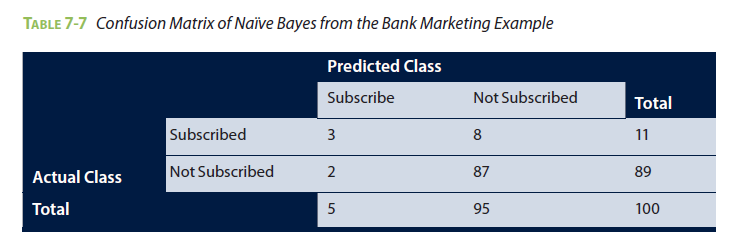 TABLE 7-7 Confusion Matrix of Naïve Bayes from the Bank Marketing Example
Predicted Class
Subscribe Not Subscribed Total
Subscribed 3 8 11
Actual Class Not Subscribed 2 87 89
Total 5 95 100